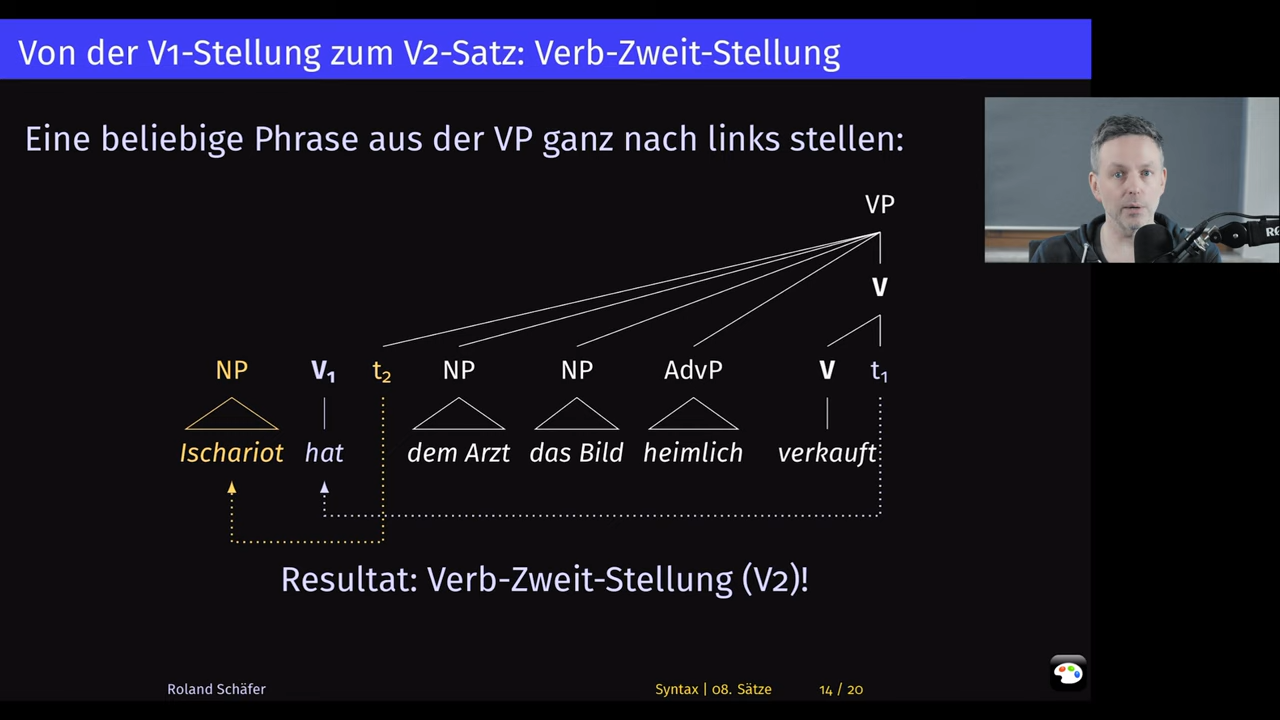 Von der V1-Stellung zum V2-Satz: Verb-Zweit-Stellung
Eine beliebige Phrase aus der VP ganz nach links stellen:
VP
V
NP V₁ t₂ NP NP AdvP V t₁
Ischariot hat dem Arzt das Bild heimlich verkauft
Resultat: Verb-Zweit-Stellung (V2)!
Roland Schäfer Syntax | 08. Sätze 14 / 20